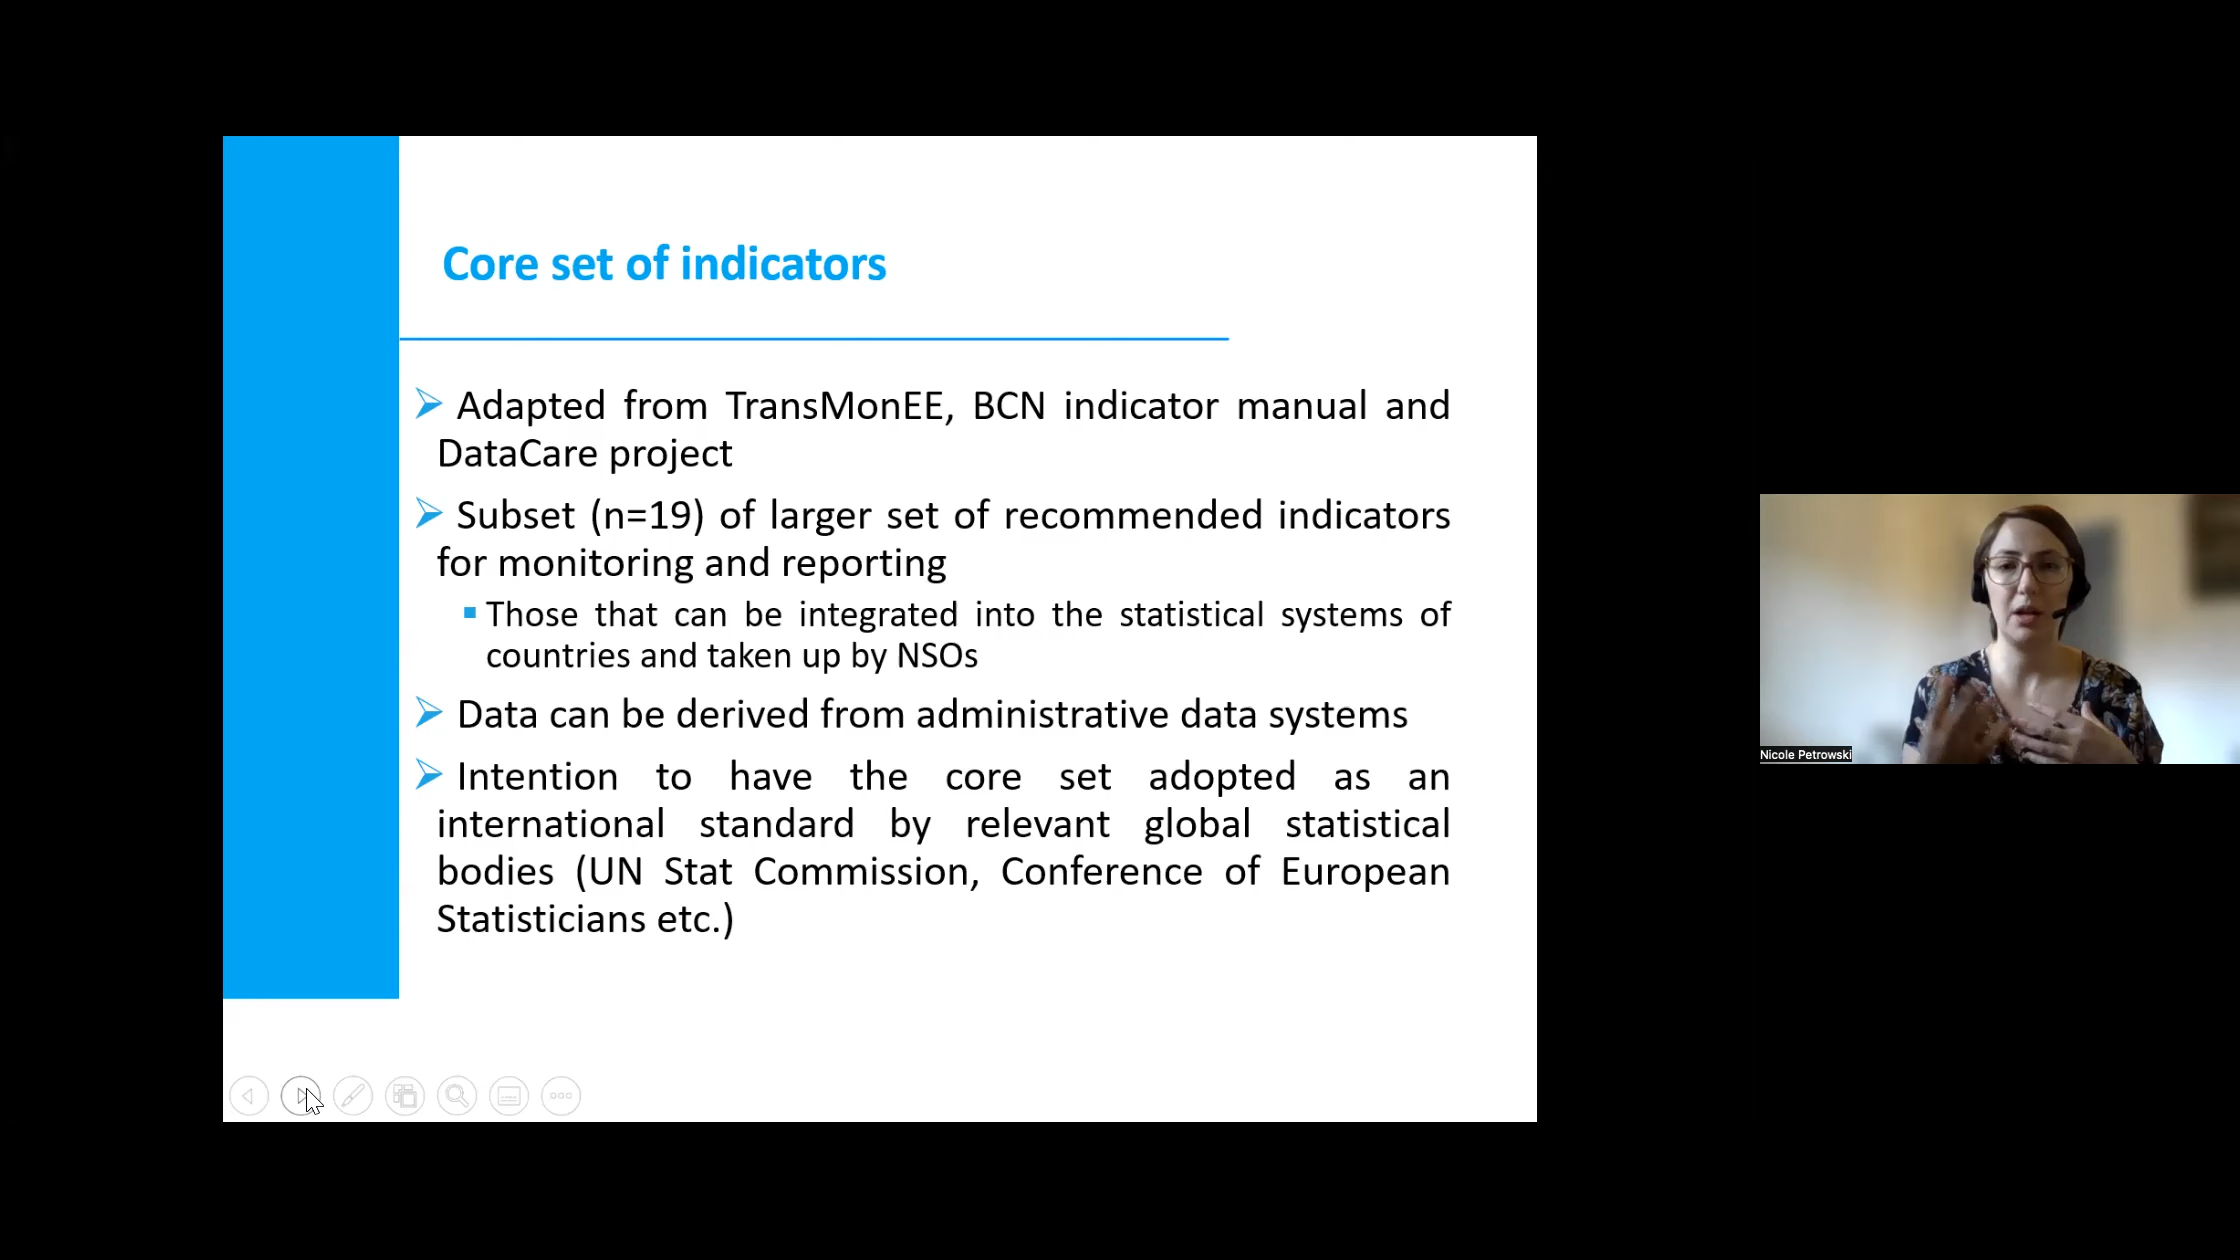 Core set of indicators
Adapted from TransMonEE, BCN indicator manual and
DataCare project
Subset (n=19) of larger set of recommended indicators
for monitoring and reporting
Those that can be integrated into the statistical systems of
countries and taken up by NSOs
Data can be derived from administrative data systems
Intention to have the core set adopted as an
international standard by relevant global statistical
bodies (UN Stat Commission, Conference of European
Statisticians etc.)
Nicole Petrowski